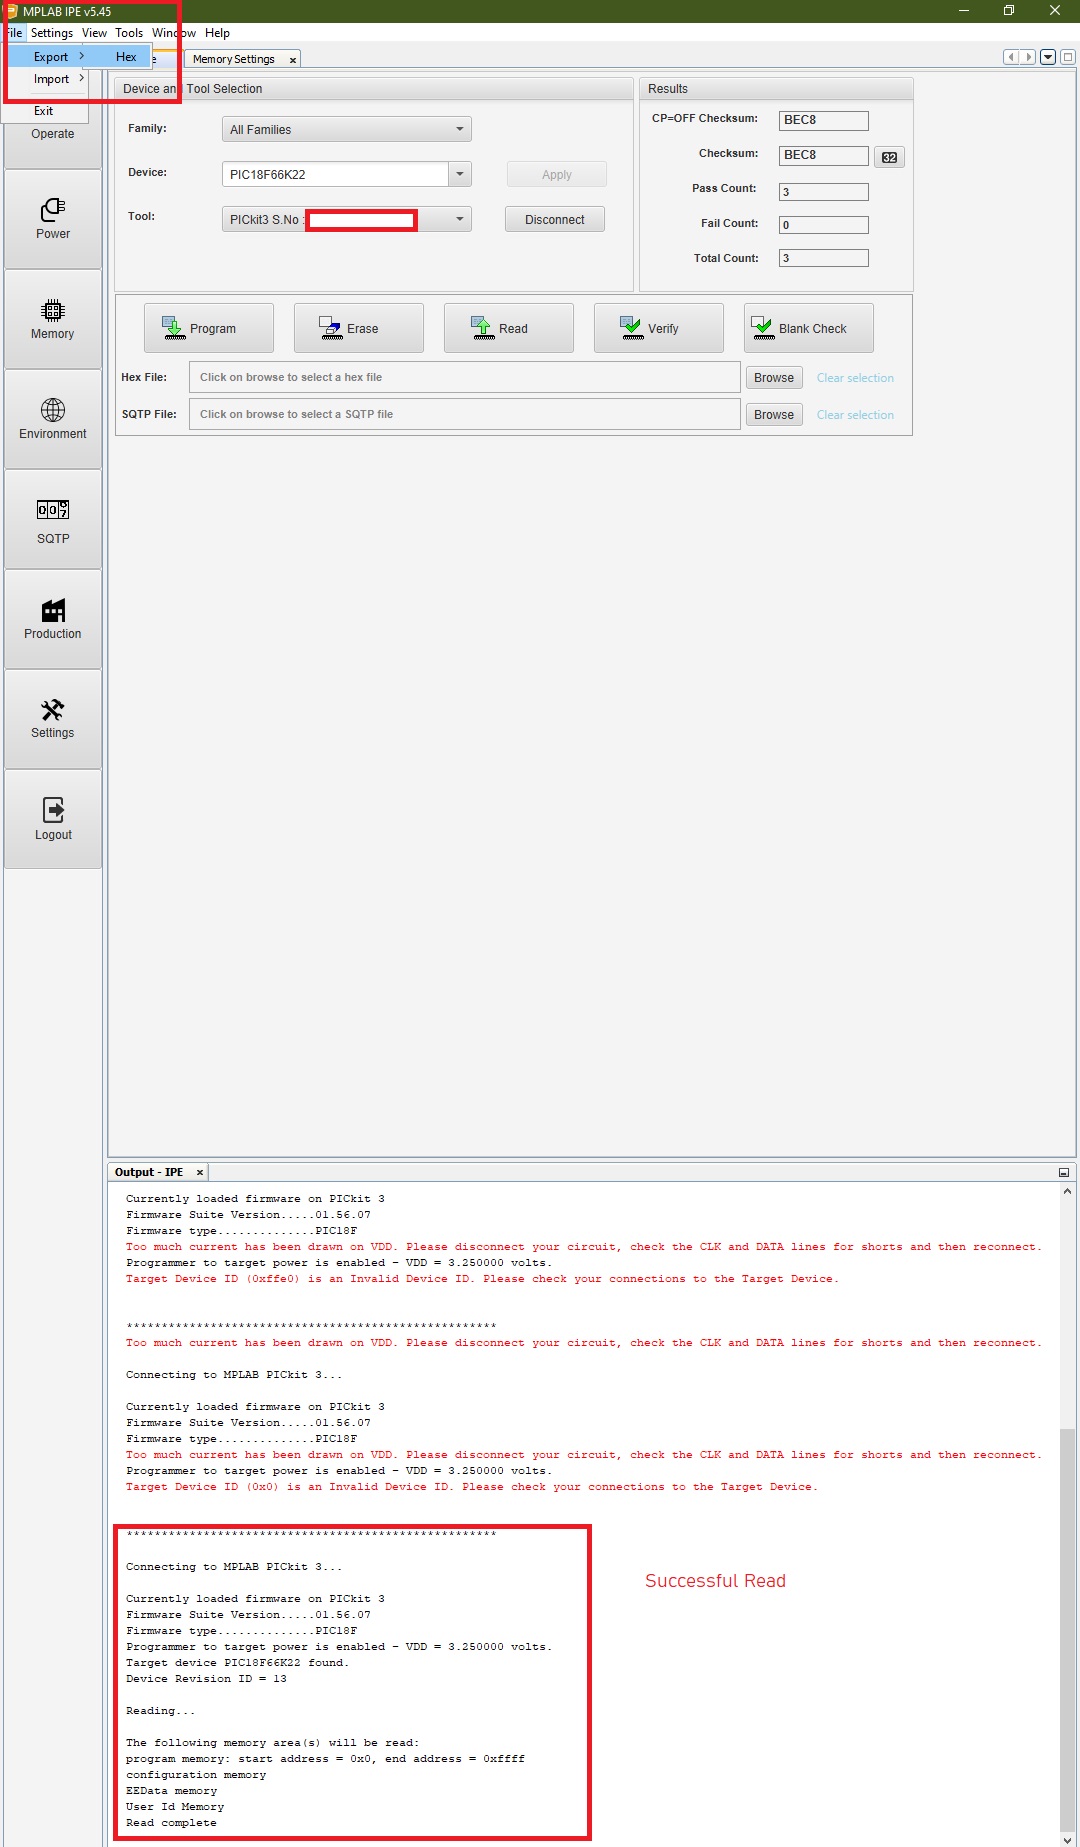 MPLAB IPE v5.45
File Settings View Tools Window Help
Export > Hex
Import >
Exit
Memory Settings x
Operate
Power
Memory
Environment
SQTP
Production
Settings
Logout
Device and Tool Selection
Family: All Families
Device: PIC18F66K22 Apply
Tool: PICkit3 S.No : Disconnect
Results
CP=OFF Checksum: BEC8
Checksum: BEC8 32
Pass Count: 3
Fail Count: 0
Total Count: 3
Program Erase Read Verify Blank Check
Hex File: Click on browse to select a hex file Browse Clear selection
SQTP File: Click on browse to select a SQTP file Browse Clear selection
Output - IPE x
Currently loaded firmware on PICkit 3
Firmware Suite Version.....01.56.07
Firmware type..............PIC18F
Too much current has been drawn on VDD. Please disconnect your circuit, check the CLK and DATA lines for shorts and then reconnect.
Programmer to target power is enabled - VDD = 3.250000 volts.
Target Device ID (0xffe0) is an Invalid Device ID. Please check your connections to the Target Device.
*****************************************************
Too much current has been drawn on VDD. Please disconnect your circuit, check the CLK and DATA lines for shorts and then reconnect.
Connecting to MPLAB PICkit 3...
Currently loaded firmware on PICkit 3
Firmware Suite Version.....01.56.07
Firmware type..............PIC18F
Too much current has been drawn on VDD. Please disconnect your circuit, check the CLK and DATA lines for shorts and then reconnect.
Programmer to target power is enabled - VDD = 3.250000 volts.
Target Device ID (0x0) is an Invalid Device ID. Please check your connections to the Target Device.
*****************************************************
Connecting to MPLAB PICkit 3...
Successful Read
Currently loaded firmware on PICkit 3
Firmware Suite Version.....01.56.07
Firmware type..............PIC18F
Programmer to target power is enabled - VDD = 3.250000 volts.
Target device PIC18F66K22 found.
Device Revision ID = 13
Reading...
The following memory area(s) will be read:
program memory: start address = 0x0, end address = 0xffff
configuration memory
EEData memory
User Id Memory
Read complete